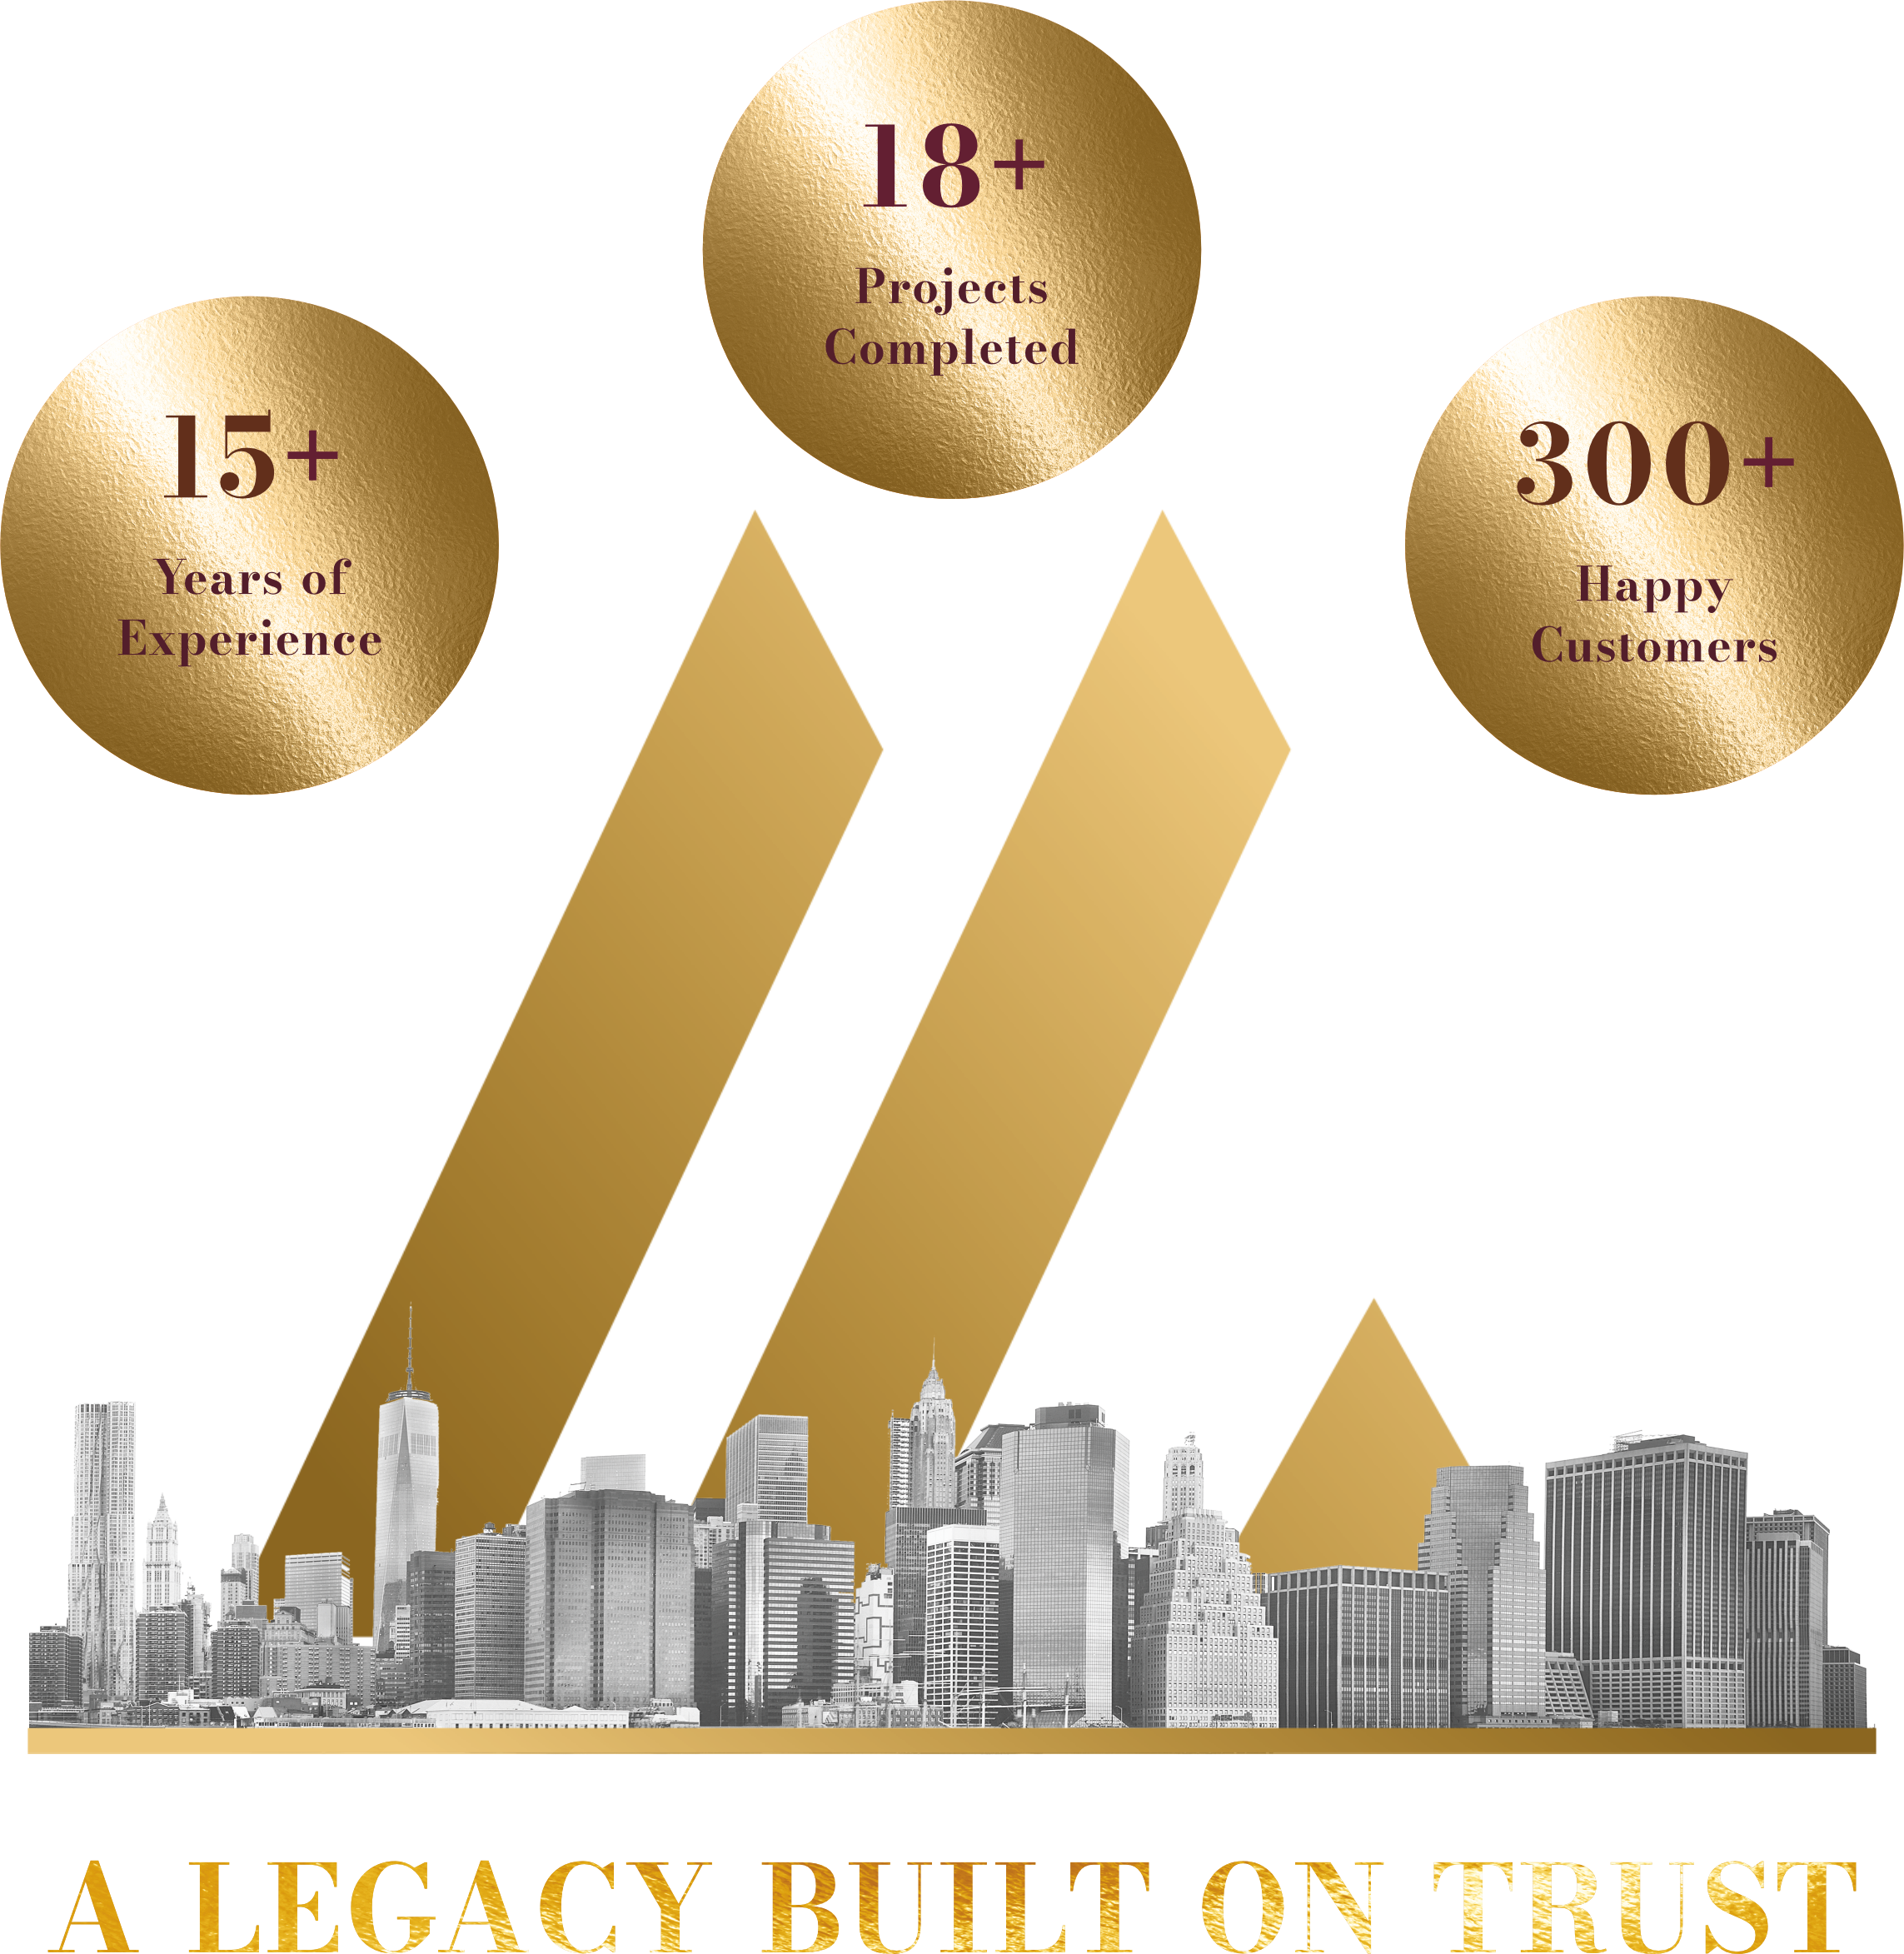 18+
Projects
Completed
15+
Years of
Experience
300+
Happy
Customers
A LEGACY BUILT ON TRUST